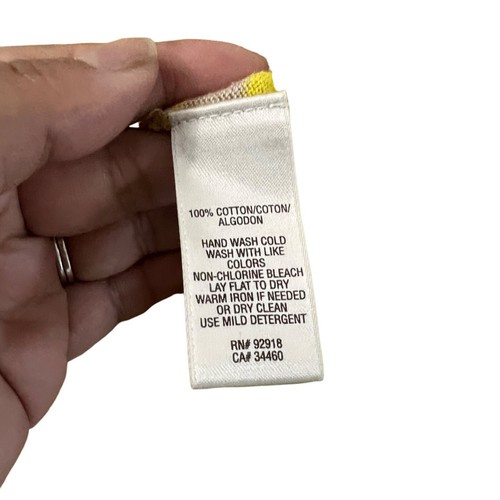 100% COTTON/COTON/
ALGODON
HAND WASH COLD
WASH WITH LIKE
COLORS
NON-CHLORINE BLEACH
LAY FLAT TO DRY
WARM IRON IF NEEDED
OR DRY CLEAN
USE MILD DETERGENT
RN# 92918
CA# 34460